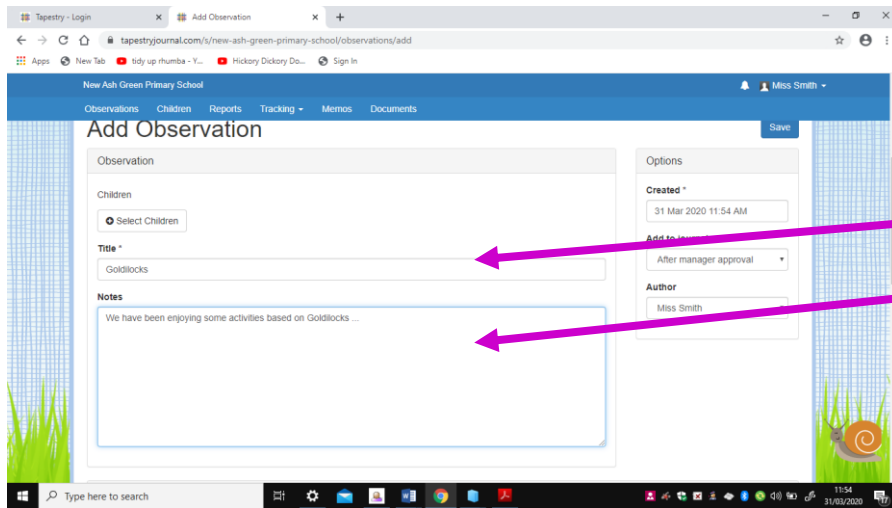 Tapestry - Login
Add Observation
tapestryjournal.com/s/new-ash-green-primary-school/observations/add
Apps New Tab tidy up rhumba - Y... Hickory Dickory Do... Sign In
New Ash Green Primary School
Miss Smith
Observations Children Reports Tracking Memos Documents
Add Observation
Save
Observation
Options
Children
Select Children
Title *
Goldilocks
Notes
We have been enjoying some activities based on Goldilocks ...
Created *
31 Mar 2020 11:54 AM
Add to
After manager approval
Author
Miss Smith
Type here to search
11:54
31/03/2020